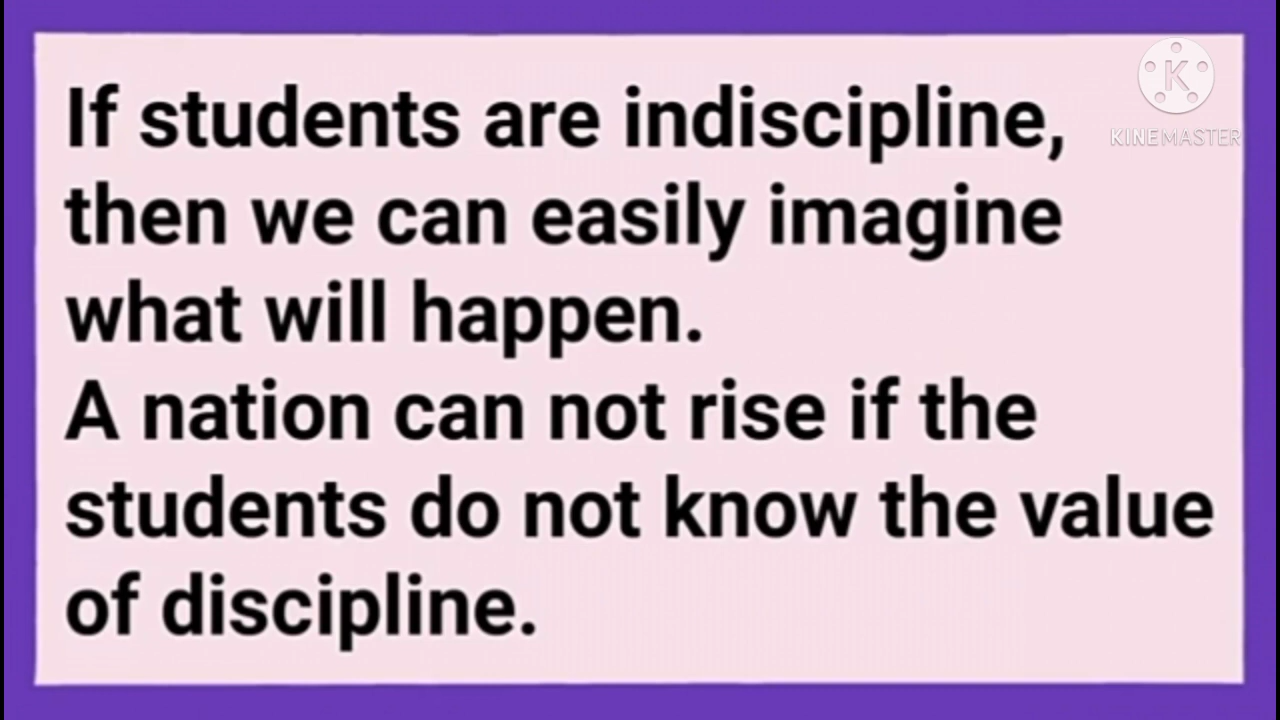 If students are indiscipline,
then we can easily imagine
what will happen.
A nation can not rise if the
students do not know the value
of discipline.
K
KINEMASTER